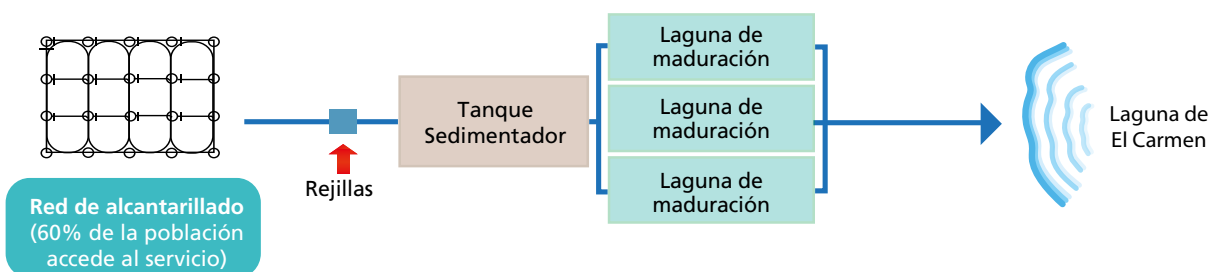 Red de alcantarillado
(60% de la población
accede al servicio)
Rejillas
Tanque
Sedimentador
Laguna de
maduración
Laguna de
maduración
Laguna de
maduración
Laguna de
El Carmen